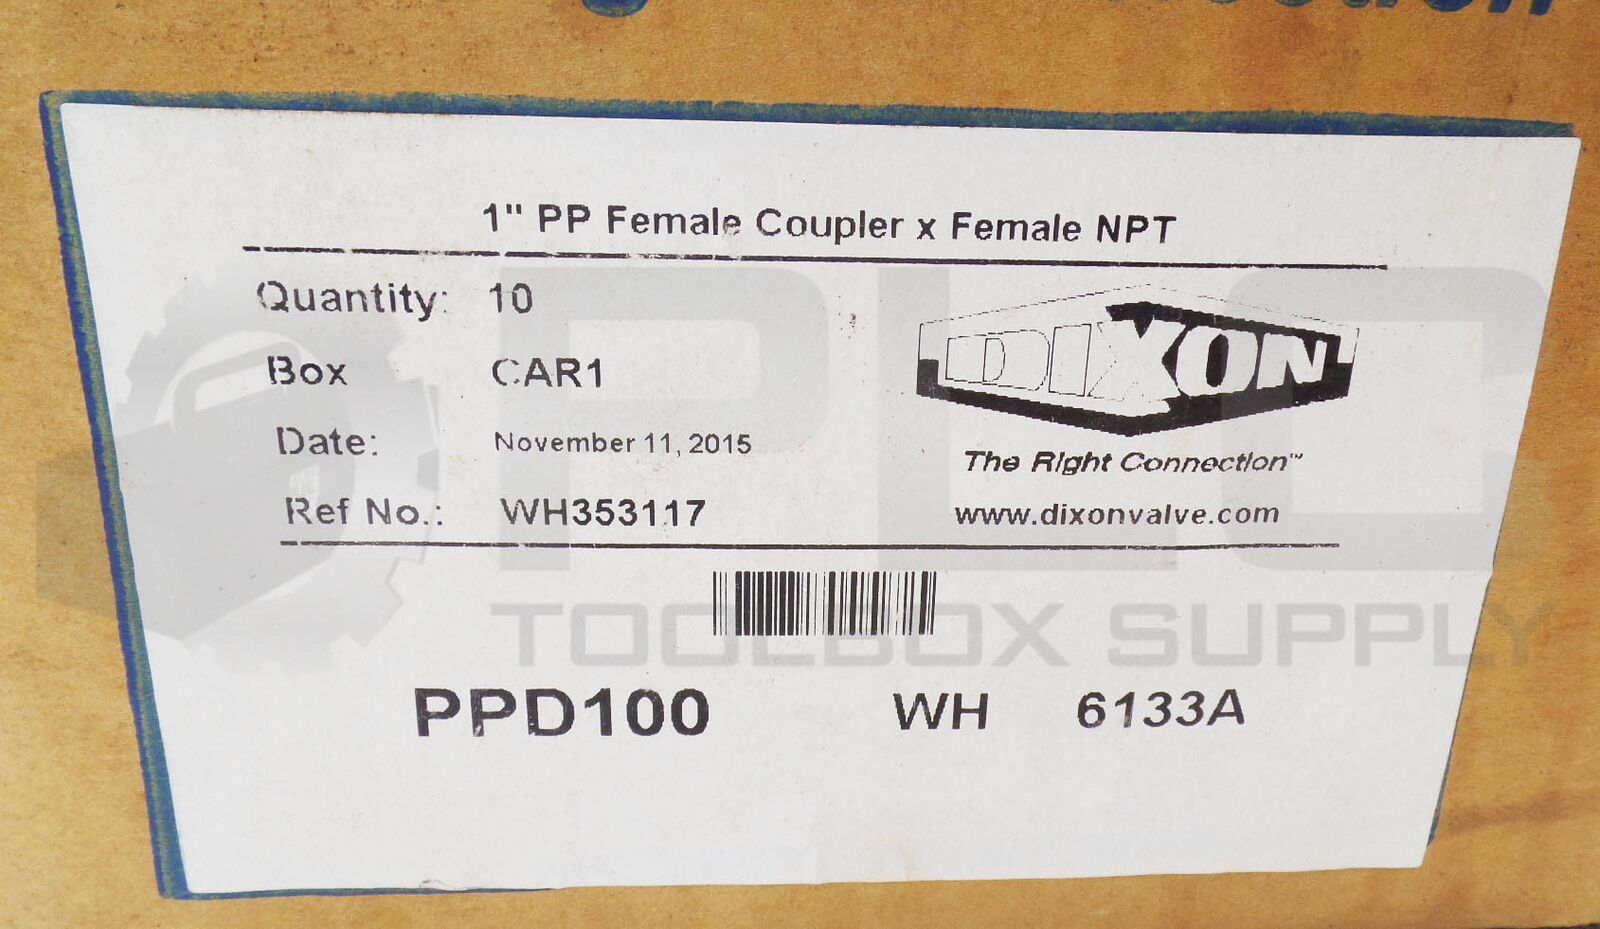 1" PP Female Coupler x Female NPT
Quantity: 10
Box CAR1
Date: November 11, 2015
Ref No.: WH353117
DIXON
The Right Connection™
www.dixonvalve.com
PLC
TOOLBOX SUPPLY
PPD100 WH 6133A